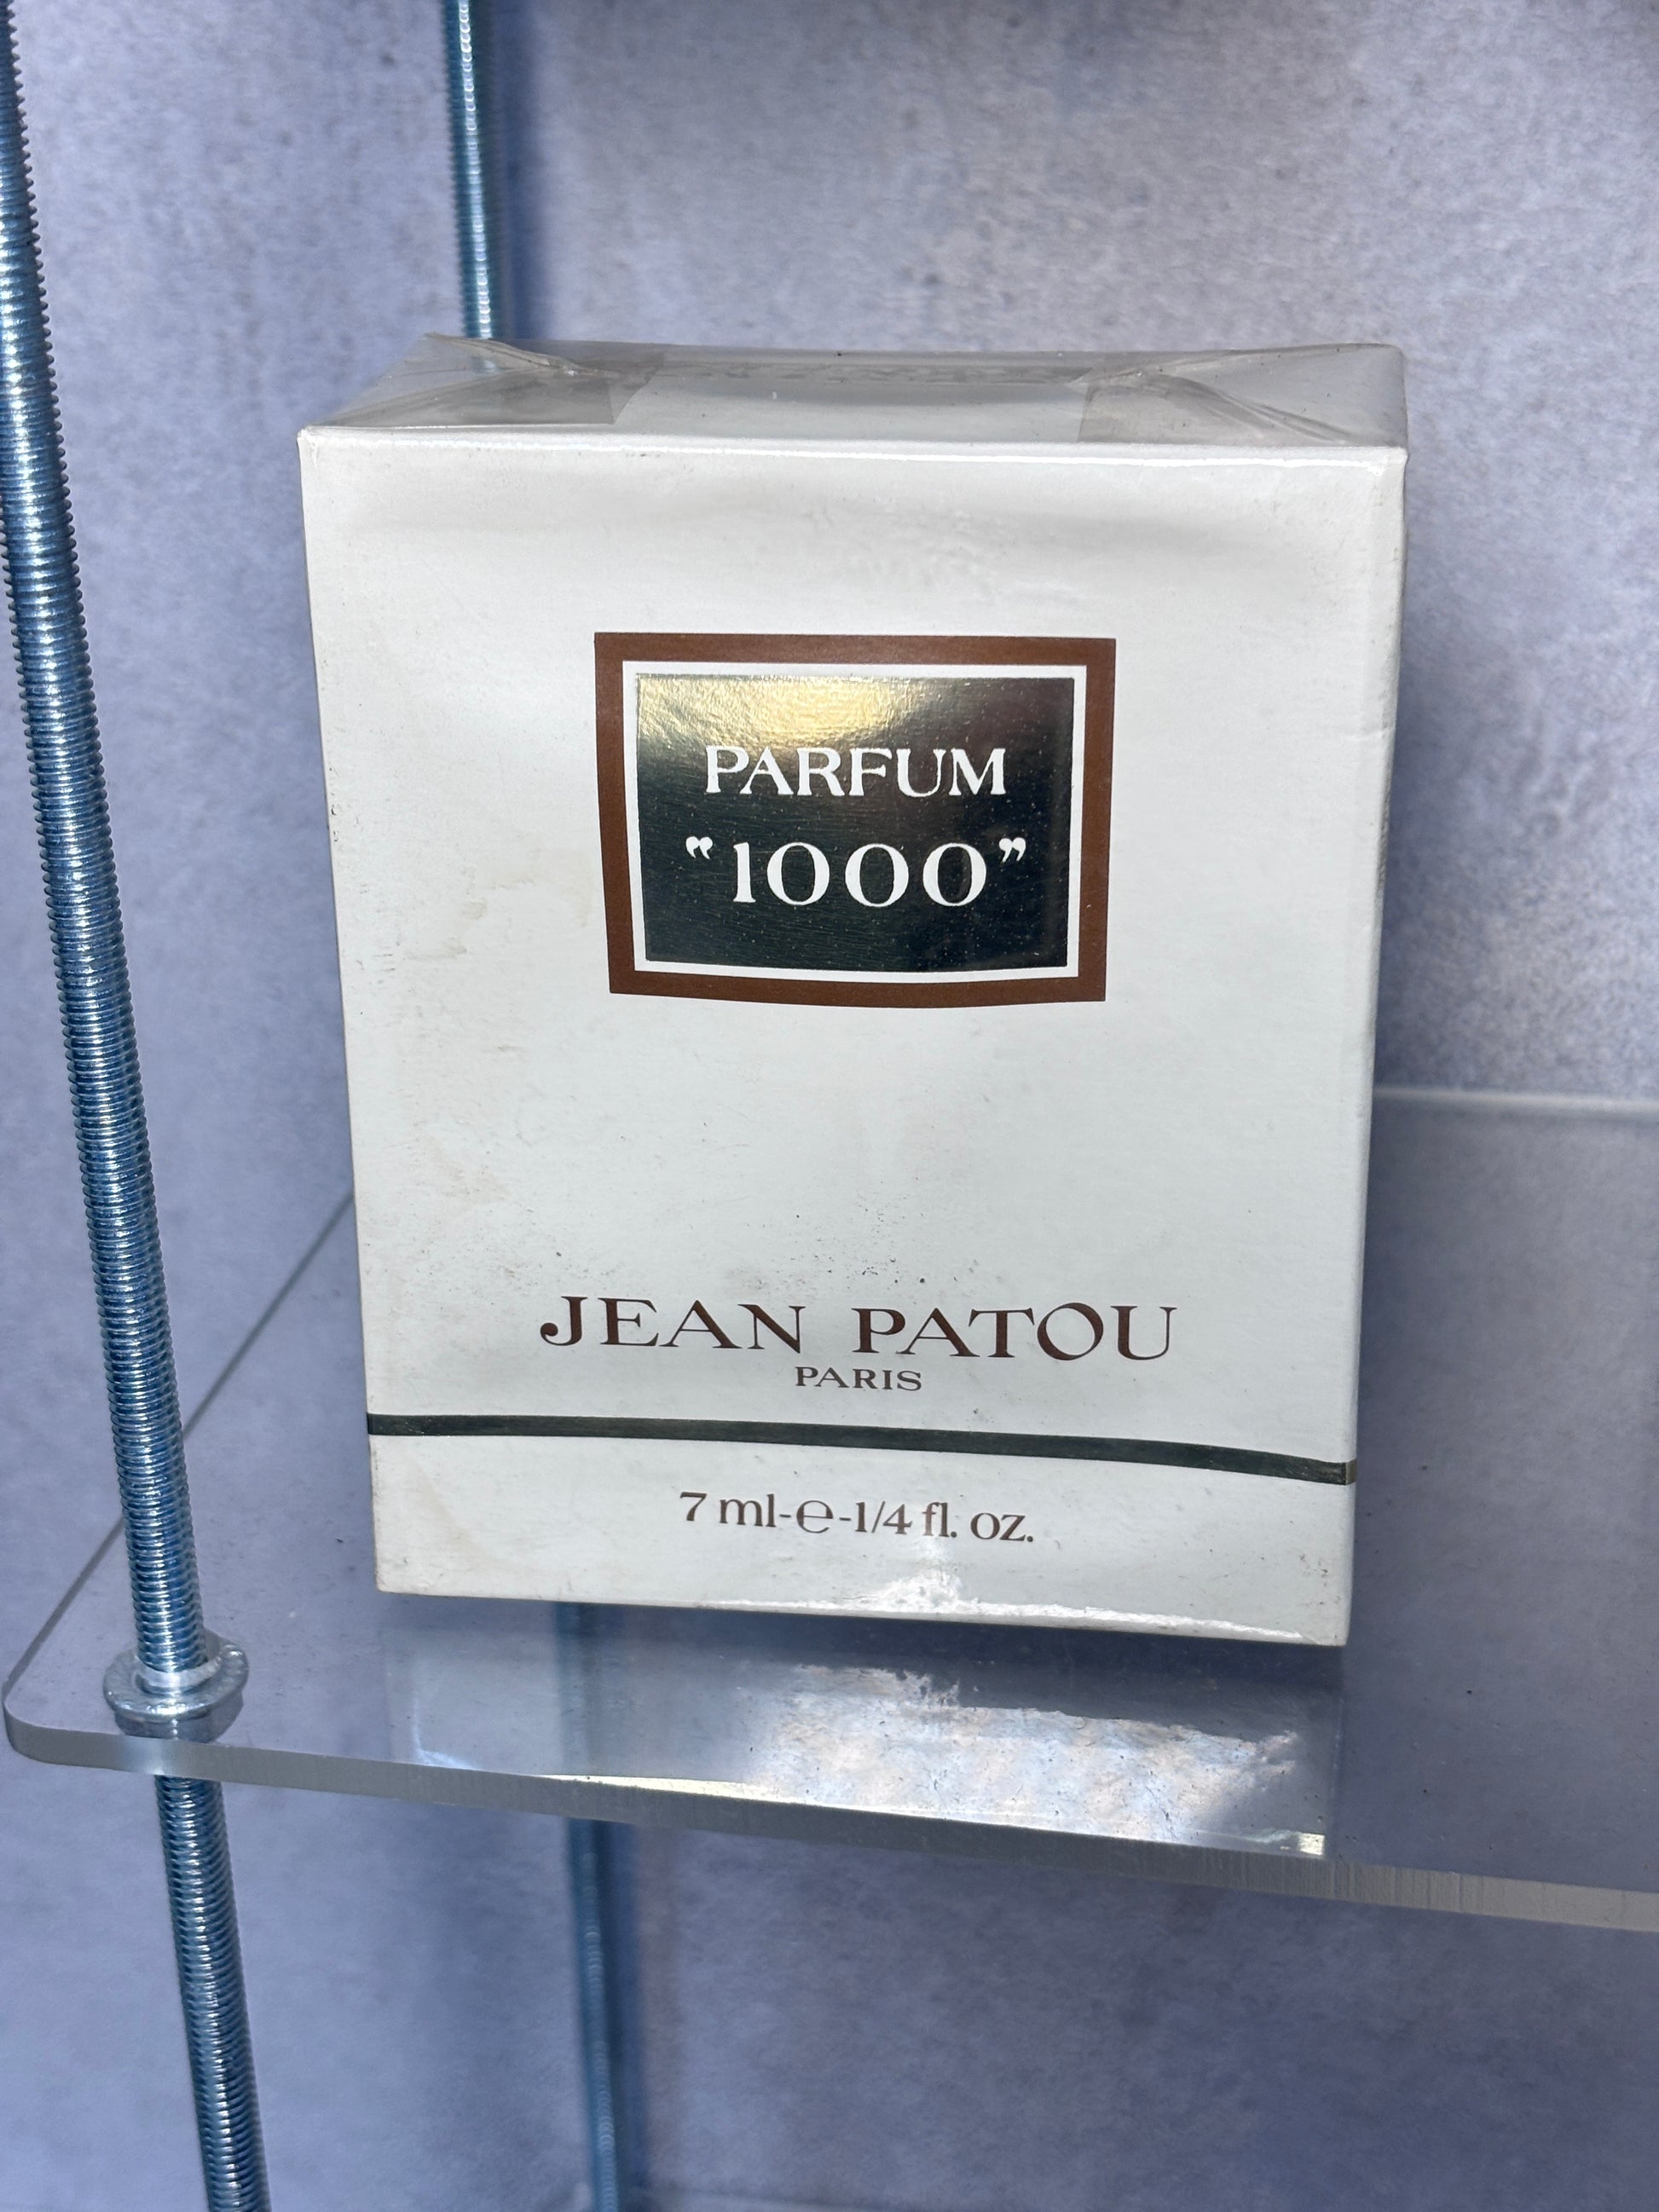 PARFUM
”1000”
JEAN PATOU
PARIS
7 ml-℮-1/4 fl. oz.